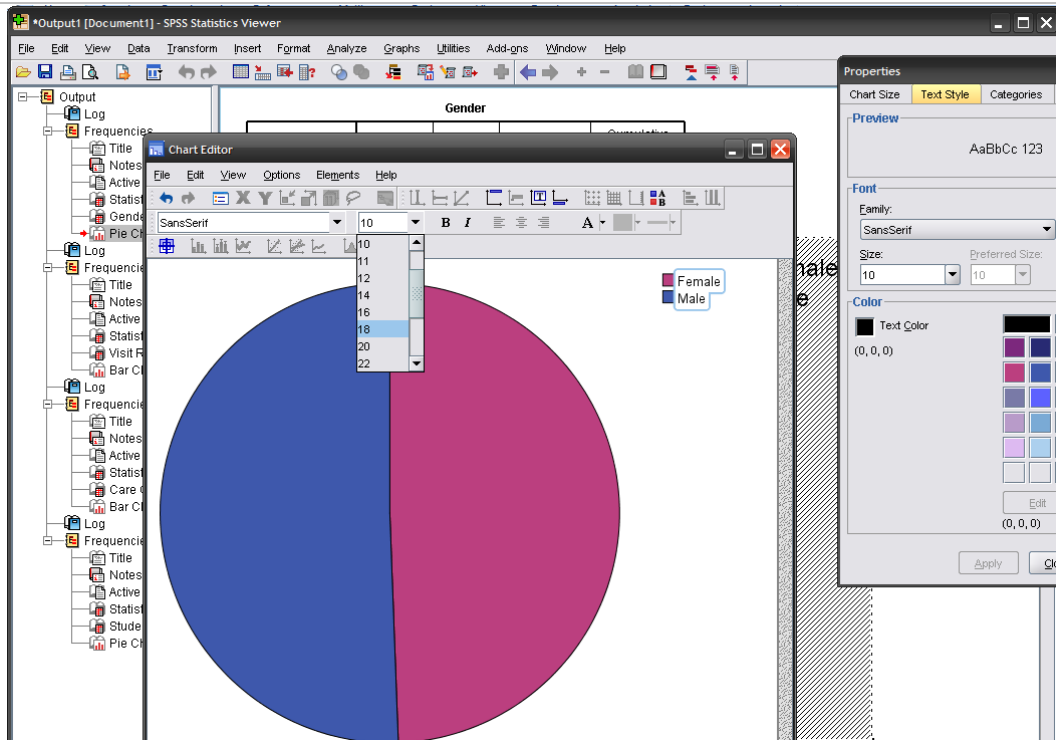 *Output1 [Document1] - SPSS Statistics Viewer
File Edit View Data Transform Insert Format Analyze Graphs Utilities Add-ons Window Help
Output
Log
Frequencies
Title
Notes
Active
Statist
Gende
Pie Ch
Log
Frequencie
Title
Notes
Active
Statist
Visit R
Bar Cl
Log
Frequencie
Title
Notes
Active
Statist
Care
Bar Cl
Log
Frequencie
Title
Notes
Active
Statist
Stude
Pie Ch
Gender
Cumulative
Chart Editor
File Edit View Options Elements Help
X Y
SansSerif 10 B I A
10
11
12
14
16
18
20
22
Female
Male
nale
e
Properties
Chart Size Text Style Categories
Preview
AaBbCc 123
Font
Family:
SansSerif
Size: Preferred Size:
10 10
Color
Text Color
(0, 0, 0)
Edit
(0, 0, 0)
Apply Clo